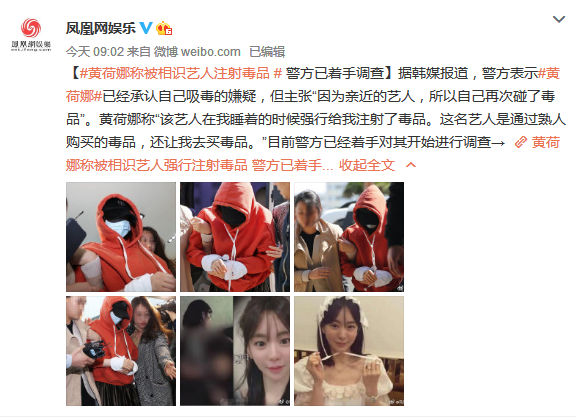 凤凰网娱乐
凤凰网娱乐
今天 09:02 来自 微博 weibo.com 已编辑
【#黄荷娜称被相识艺人注射毒品 # 警方已着手调查】据韩媒报道，警方表示#黄
荷娜#已经承认自己吸毒的嫌疑，但主张“因为亲近的艺人，所以自己再次碰了毒
品”。黄荷娜称“该艺人在我睡着的时候强行给我注射了毒品。这名艺人是通过熟人
购买的毒品，还让我去买毒品。”目前警方已经着手对其开始进行调查→ 黄荷
娜称被相识艺人强行注射毒品 警方已着手... 收起全文